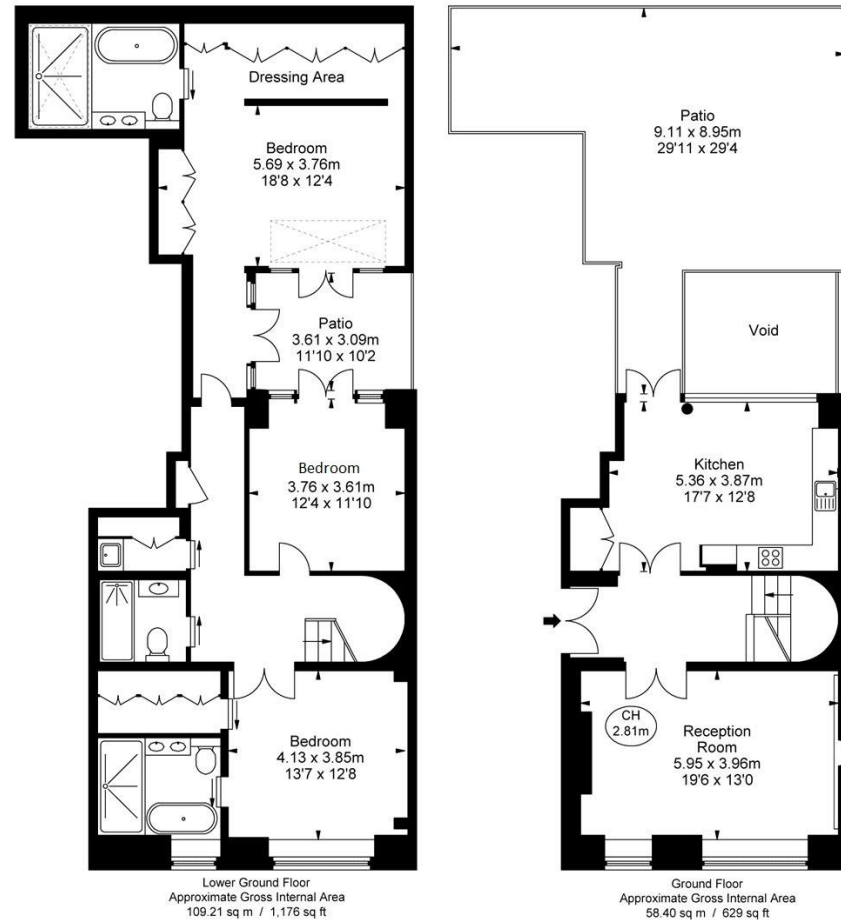 Dressing Area
Bedroom
5.69 x 3.76m
18'8 x 12'4
Patio
3.61 x 3.09m
11'10 x 10'2
Bedroom
3.76 x 3.61m
12'4 x 11'10
Bedroom
4.13 x 3.85m
13'7 x 12'8
Lower Ground Floor
Approximate Gross Internal Area
109.21 sq m / 1,176 sq ft
Patio
9.11 x 8.95m
29'11 x 29'4
Void
Kitchen
5.36 x 3.87m
17'7 x 12'8
CH
2.81m
Reception
Room
5.95 x 3.96m
19'6 x 13'0
Ground Floor
Approximate Gross Internal Area
58.40 sq m / 629 sq ft